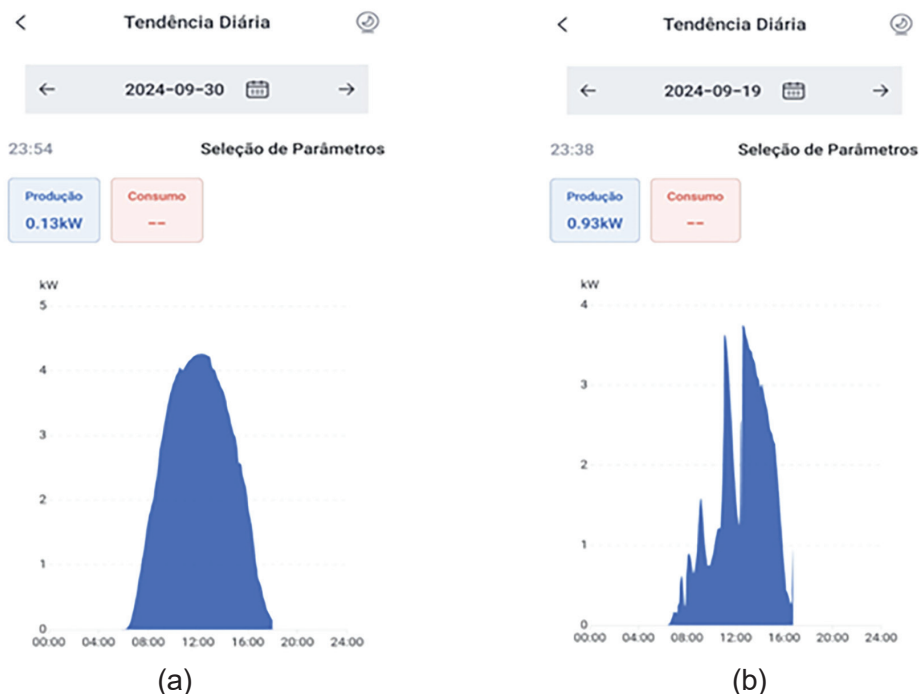 Tendência Diária
2024-09-30
23:54
Seleção de Parâmetros
Produção
0.13kW
Consumo
--
kW
5
4
3
2
1
0
00:00 04:00 08:00 12:00 16:00 20:00 24:00
(a)
Tendência Diária
2024-09-19
23:38
Seleção de Parâmetros
Produção
0.93kW
Consumo
--
kW
4
3
2
1
0
00:00 04:00 08:00 12:00 16:00 20:00 24:00
(b)